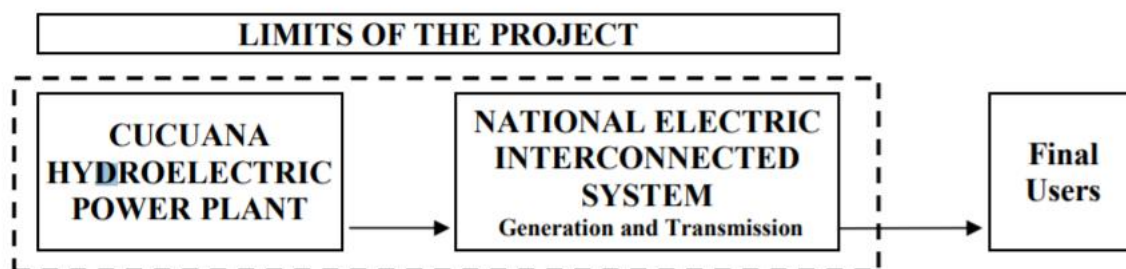 LIMITS OF THE PROJECT
CUCUANA
HYDROELECTRIC
POWER PLANT
NATIONAL ELECTRIC
INTERCONNECTED
SYSTEM
Generation and Transmission
Final
Users